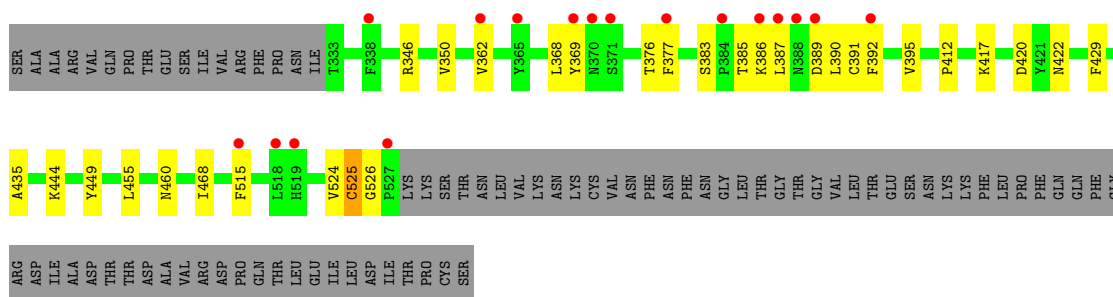 SER ALA ALA ARG VAL GLN PRO THR GLU SER ILE VAL ARG PHE PRO ASN ILE T333 F338 R346 V350 V362 Y365 L368 Y369 N370 S371 T376 F377 S383 P384 T385 K386 L387 N388 D389 L390 C391 F392 V395 P412 K417 D420 Y421 N422 F429
A435 K444 Y449 L455 N460 I468 F515 L518 H519 V524 C525 G526 P527 LYS LYS SER THR ASN LEU VAL LYS ASN LYS CYS VAL ASN PHE ASN PHE ASN GLY LEU THR GLY THR GLY VAL LEU THR GLU SER ASN LYS LYS PHE LEU PRO PHE GLN GLN PHE GLY
ARG ASP ILE ALA ASP THR THR ASP ALA VAL ARG ASP PRO GLN THR LEU GLU ILE LEU ASP ILE THR PRO CYS SER